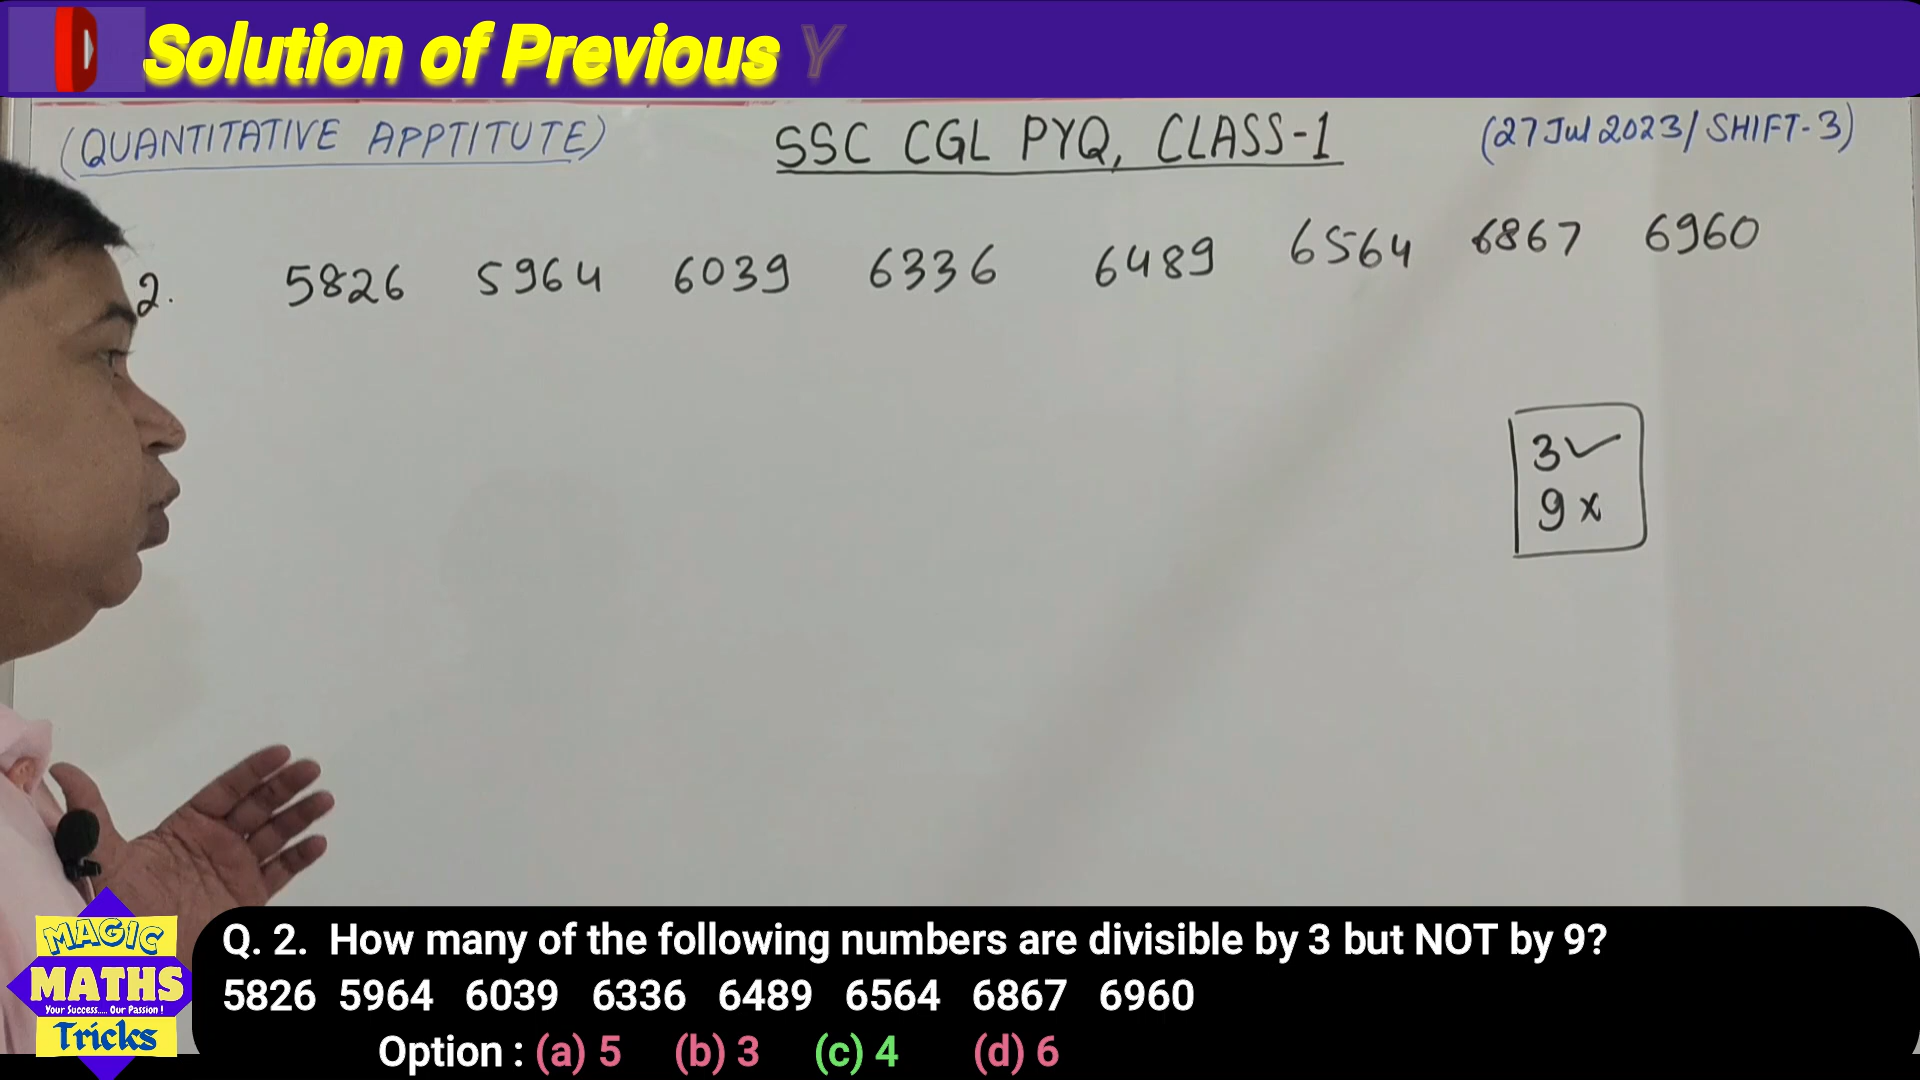 Solution of Previous Y
(QUANTITATIVE APPTITUTE) SSC CGL PYQ, CLASS-1 (27 Jul 2023/ SHIFT-3)
2. 5826 5964 6039 6336 6489 6564 6867 6960
3 ✓
9 x
MAGIC
MATHS
Your Success..... Our Passion !
Tricks
Q. 2. How many of the following numbers are divisible by 3 but NOT by 9?
5826 5964 6039 6336 6489 6564 6867 6960
Option : (a) 5 (b) 3 (c) 4 (d) 6